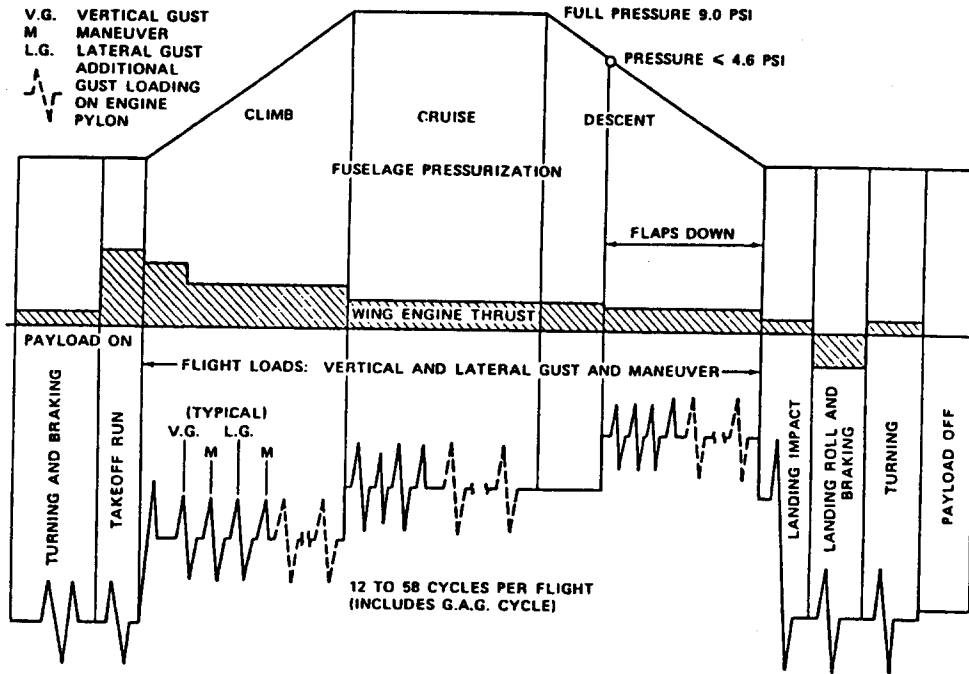 V.G. VERTICAL GUST
M MANEUVER
L.G. LATERAL GUST
ADDITIONAL
GUST LOADING
ON ENGINE
PYLON
FULL PRESSURE 9.0 PSI
PRESSURE < 4.6 PSI
CLIMB
CRUISE
DESCENT
FUSELAGE PRESSURIZATION
FLAPS DOWN
WING ENGINE THRUST
PAYLOAD ON
FLIGHT LOADS: VERTICAL AND LATERAL GUST AND MANEUVER
(TYPICAL)
V.G. L.G.
M M
TURNING AND BRAKING
TAKEOFF RUN
LANDING IMPACT
LANDING ROLL AND
BRAKING
TURNING
PAYLOAD OFF
12 TO 58 CYCLES PER FLIGHT
(INCLUDES G.A.G. CYCLE)